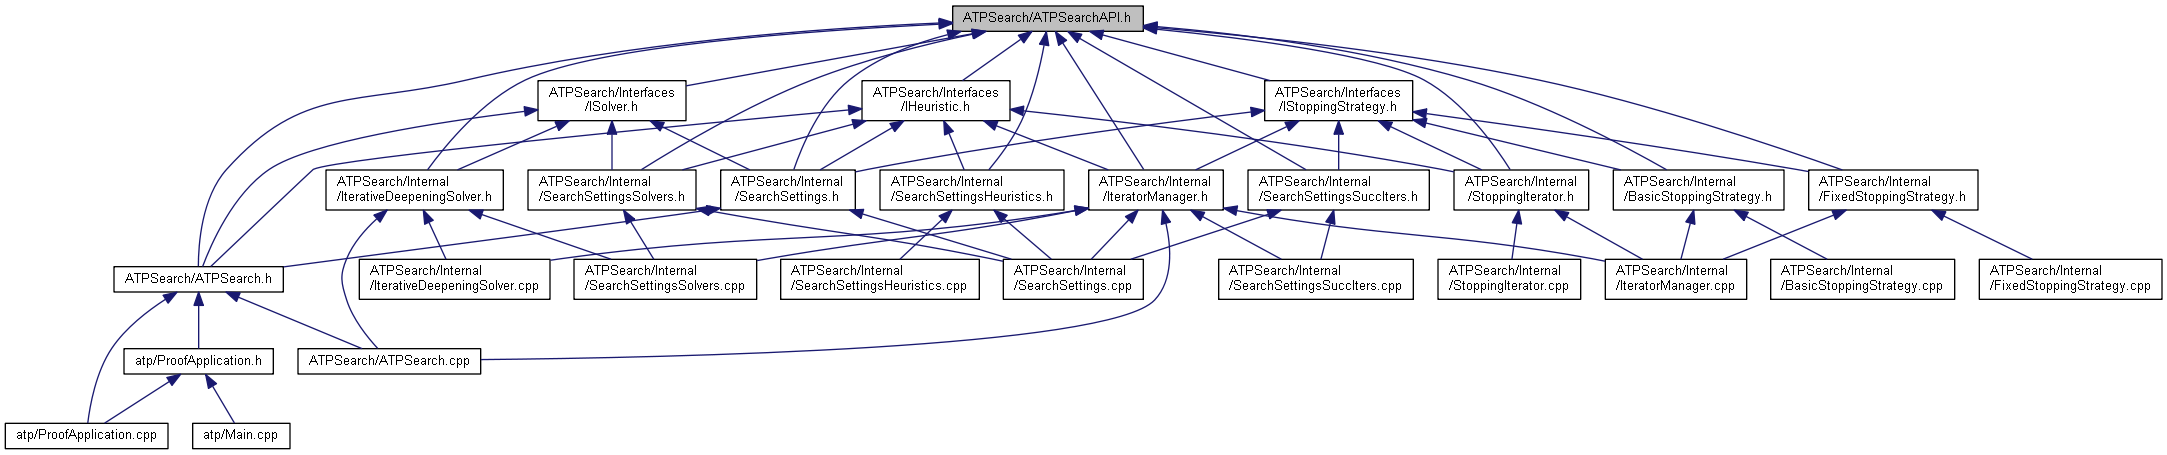 ATPSearch/ATPSearchAPI.h
ATPSearch/Interfaces
/ISolver.h
ATPSearch/Interfaces
/IHeuristic.h
ATPSearch/Interfaces
/IStoppingStrategy.h
ATPSearch/Internal
/IterativeDeepeningSolver.h
ATPSearch/Internal
/SearchSettingsSolvers.h
ATPSearch/Internal
/SearchSettings.h
ATPSearch/Internal
/SearchSettingsHeuristics.h
ATPSearch/Internal
/IteratorManager.h
ATPSearch/Internal
/SearchSettingsSuccIters.h
ATPSearch/Internal
/StoppingIterator.h
ATPSearch/Internal
/BasicStoppingStrategy.h
ATPSearch/Internal
/FixedStoppingStrategy.h
ATPSearch/ATPSearch.h
ATPSearch/Internal
/IterativeDeepeningSolver.cpp
ATPSearch/Internal
/SearchSettingsSolvers.cpp
ATPSearch/Internal
/SearchSettingsHeuristics.cpp
ATPSearch/Internal
/SearchSettings.cpp
ATPSearch/Internal
/SearchSettingsSuccIters.cpp
ATPSearch/Internal
/StoppingIterator.cpp
ATPSearch/Internal
/IteratorManager.cpp
ATPSearch/Internal
/BasicStoppingStrategy.cpp
ATPSearch/Internal
/FixedStoppingStrategy.cpp
atp/ProofApplication.h
ATPSearch/ATPSearch.cpp
atp/ProofApplication.cpp
atp/Main.cpp